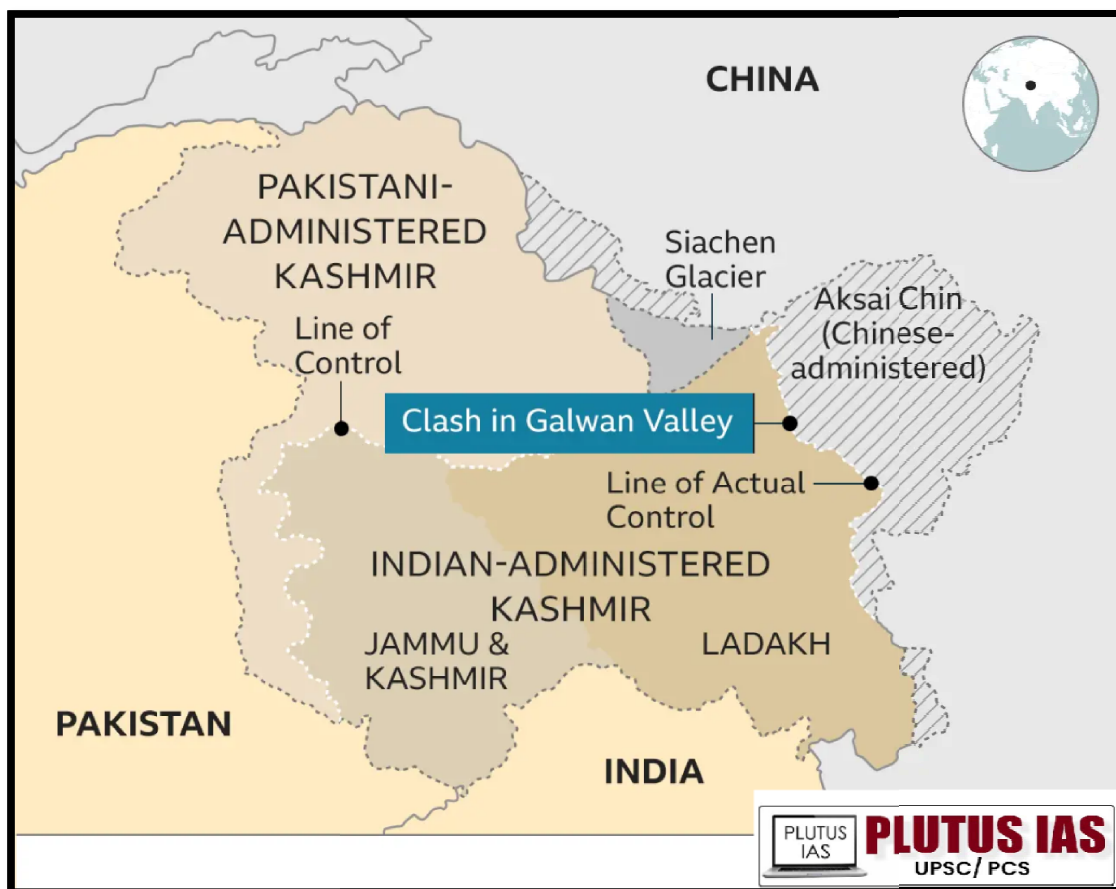 CHINA
PAKISTANI-
ADMINISTERED
KASHMIR
Siachen
Glacier
Aksai Chin
(Chinese-
administered)
Line of
Control
Clash in Galwan Valley
Line of Actual
Control
INDIAN-ADMINISTERED
KASHMIR
JAMMU &
KASHMIR
LADAKH
PAKISTAN
INDIA
PLUTUS
IAS
PLUTUS IAS
UPSC/ PCS